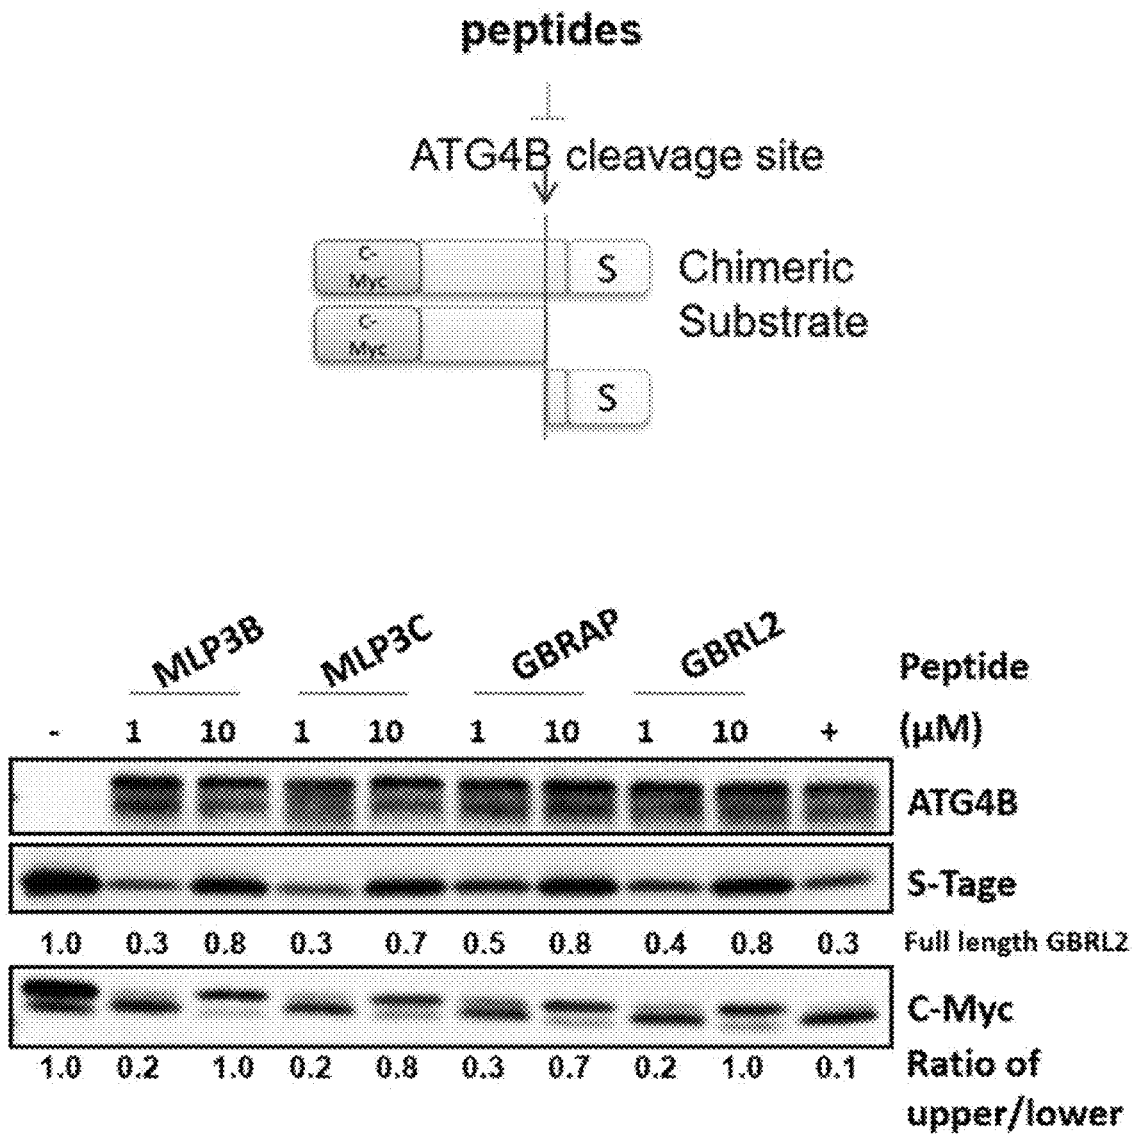 peptides
ATG4B cleavage site
C-
Myc
S
Chimeric
Substrate
C-
Myc
S
MLP3B MLP3C GBRAP GBRL2 Peptide
- 1 10 1 10 1 10 1 10 + (μM)
ATG4B
S-Tage
1.0 0.3 0.8 0.3 0.7 0.5 0.8 0.4 0.8 0.3 Full length GBRL2
C-Myc
1.0 0.2 1.0 0.2 0.8 0.3 0.7 0.2 1.0 0.1 Ratio of
upper/lower